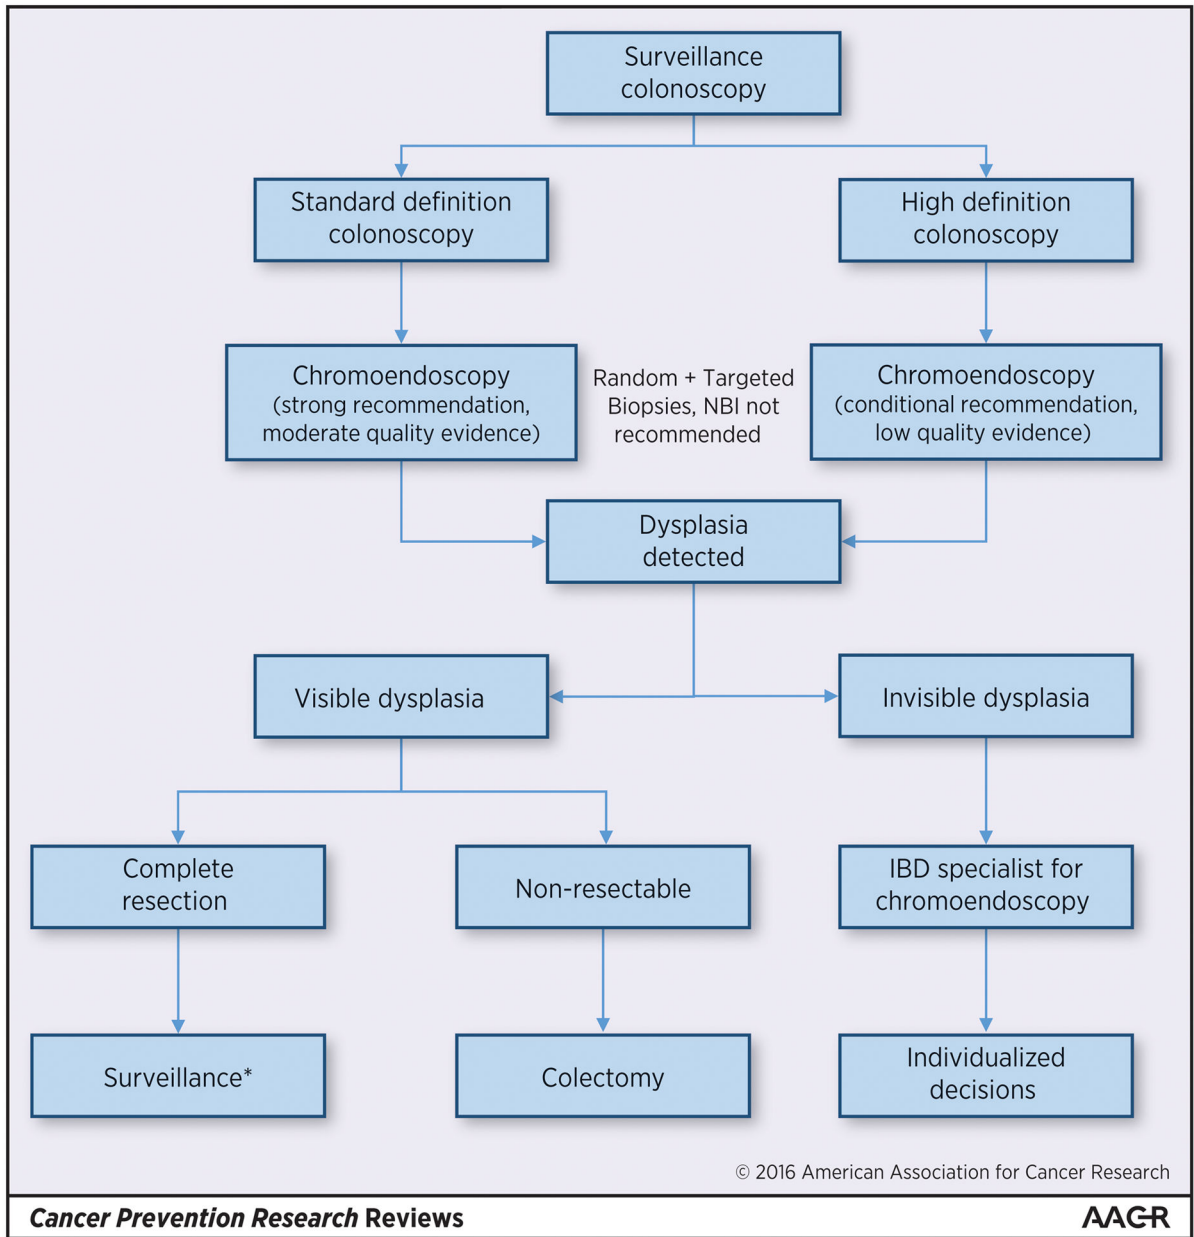 Surveillance
colonoscopy
Standard definition
colonoscopy
High definition
colonoscopy
Chromoendoscopy
(strong recommendation,
moderate quality evidence)
Random + Targeted
Biopsies, NBI not
recommended
Chromoendoscopy
(conditional recommendation,
low quality evidence)
Dysplasia
detected
Visible dysplasia
Invisible dysplasia
Complete
resection
Non-resectable
IBD specialist for
chromoendoscopy
Surveillance*
Colectomy
Individualized
decisions
© 2016 American Association for Cancer Research
Cancer Prevention Research Reviews
AACR